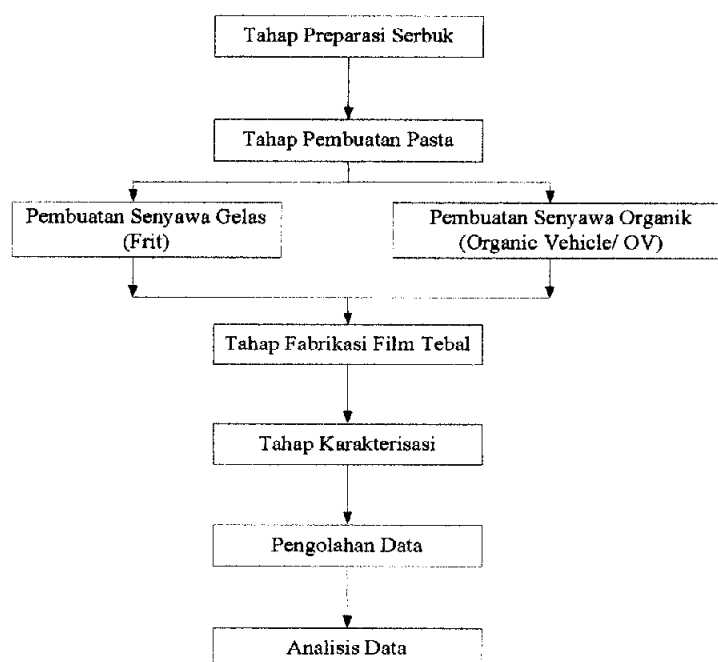 Tahap Preparasi Serbuk
Tahap Pembuatan Pasta
Pembuatan Senyawa Gelas
(Frit)
Pembuatan Senyawa Organik
(Organic Vehicle/ OV)
Tahap Fabrikasi Film Tebal
Tahap Karakterisasi
Pengolahan Data
Analisis Data